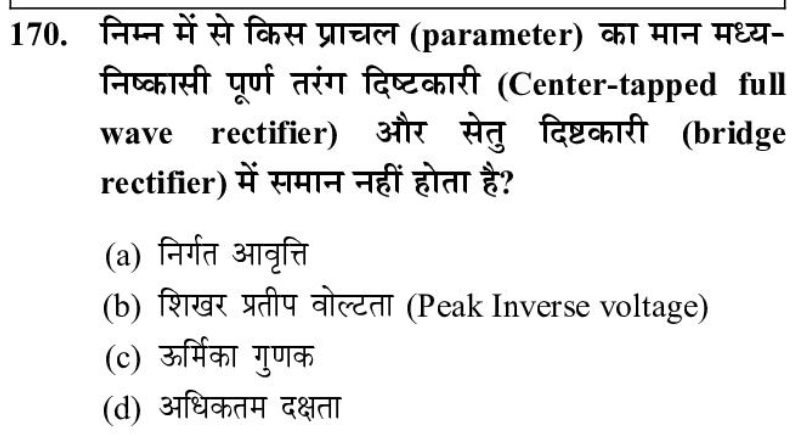 170. निम्न में से किस प्राचल (parameter) का मान मध्य-
निष्कासी पूर्ण तरंग दिष्टकारी (Center-tapped full
wave rectifier) और सेतु दिष्टकारी (bridge
rectifier) में समान नहीं होता है?
(a) निर्गत आवृत्ति
(b) शिखर प्रतीप वोल्टता (Peak Inverse voltage)
(c) ऊर्मिका गुणक
(d) अधिकतम दक्षता